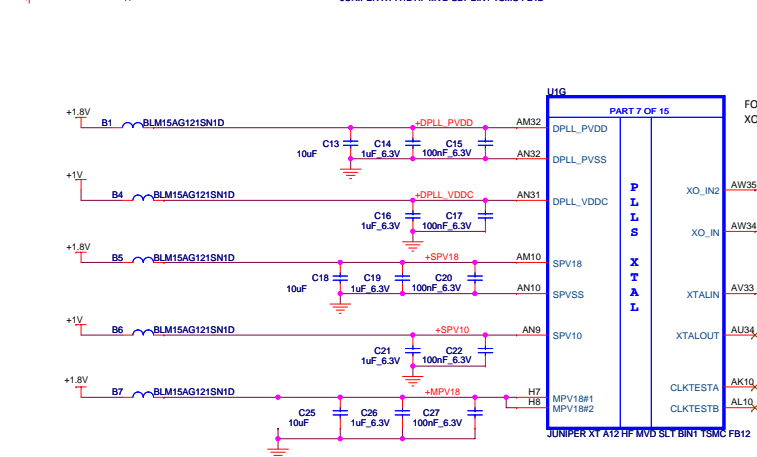 U1G
PART 7 OF 15
FO
XO
+1.8V
B1 BLM15AG121SN1D
+DPLL_PVDD
AM32
DPLL_PVDD
C13
10uF
C14
1uF_6.3V
C15
100nF_6.3V
AN32
DPLL_PVSS
+1V
B4 BLM15AG121SN1D
+DPLL_VDDC
AN31
DPLL_VDDC
C16
1uF_6.3V
C17
100nF_6.3V
+1.8V
B5 BLM15AG121SN1D
+SPV18
AM10
SPV18
C18
10uF
C19
1uF_6.3V
C20
100nF_6.3V
AN10
SPVSS
+1V
B6 BLM15AG121SN1D
+SPV10
AN9
SPV10
C21
1uF_6.3V
C22
100nF_6.3V
+1.8V
B7 BLM15AG121SN1D
+MPV18
H7
H8
MPV18#1
MPV18#2
C25
10uF
C26
1uF_6.3V
C27
100nF_6.3V
PLLS
XTAL
XO_IN2
AW35
XO_IN
AW34
XTALIN
AV33
XTALOUT
AU34
CLKTESTA
AK10
CLKTESTB
AL10
JUNIPER XT A12 HF MVD SLT BIN1 TSMC FB12